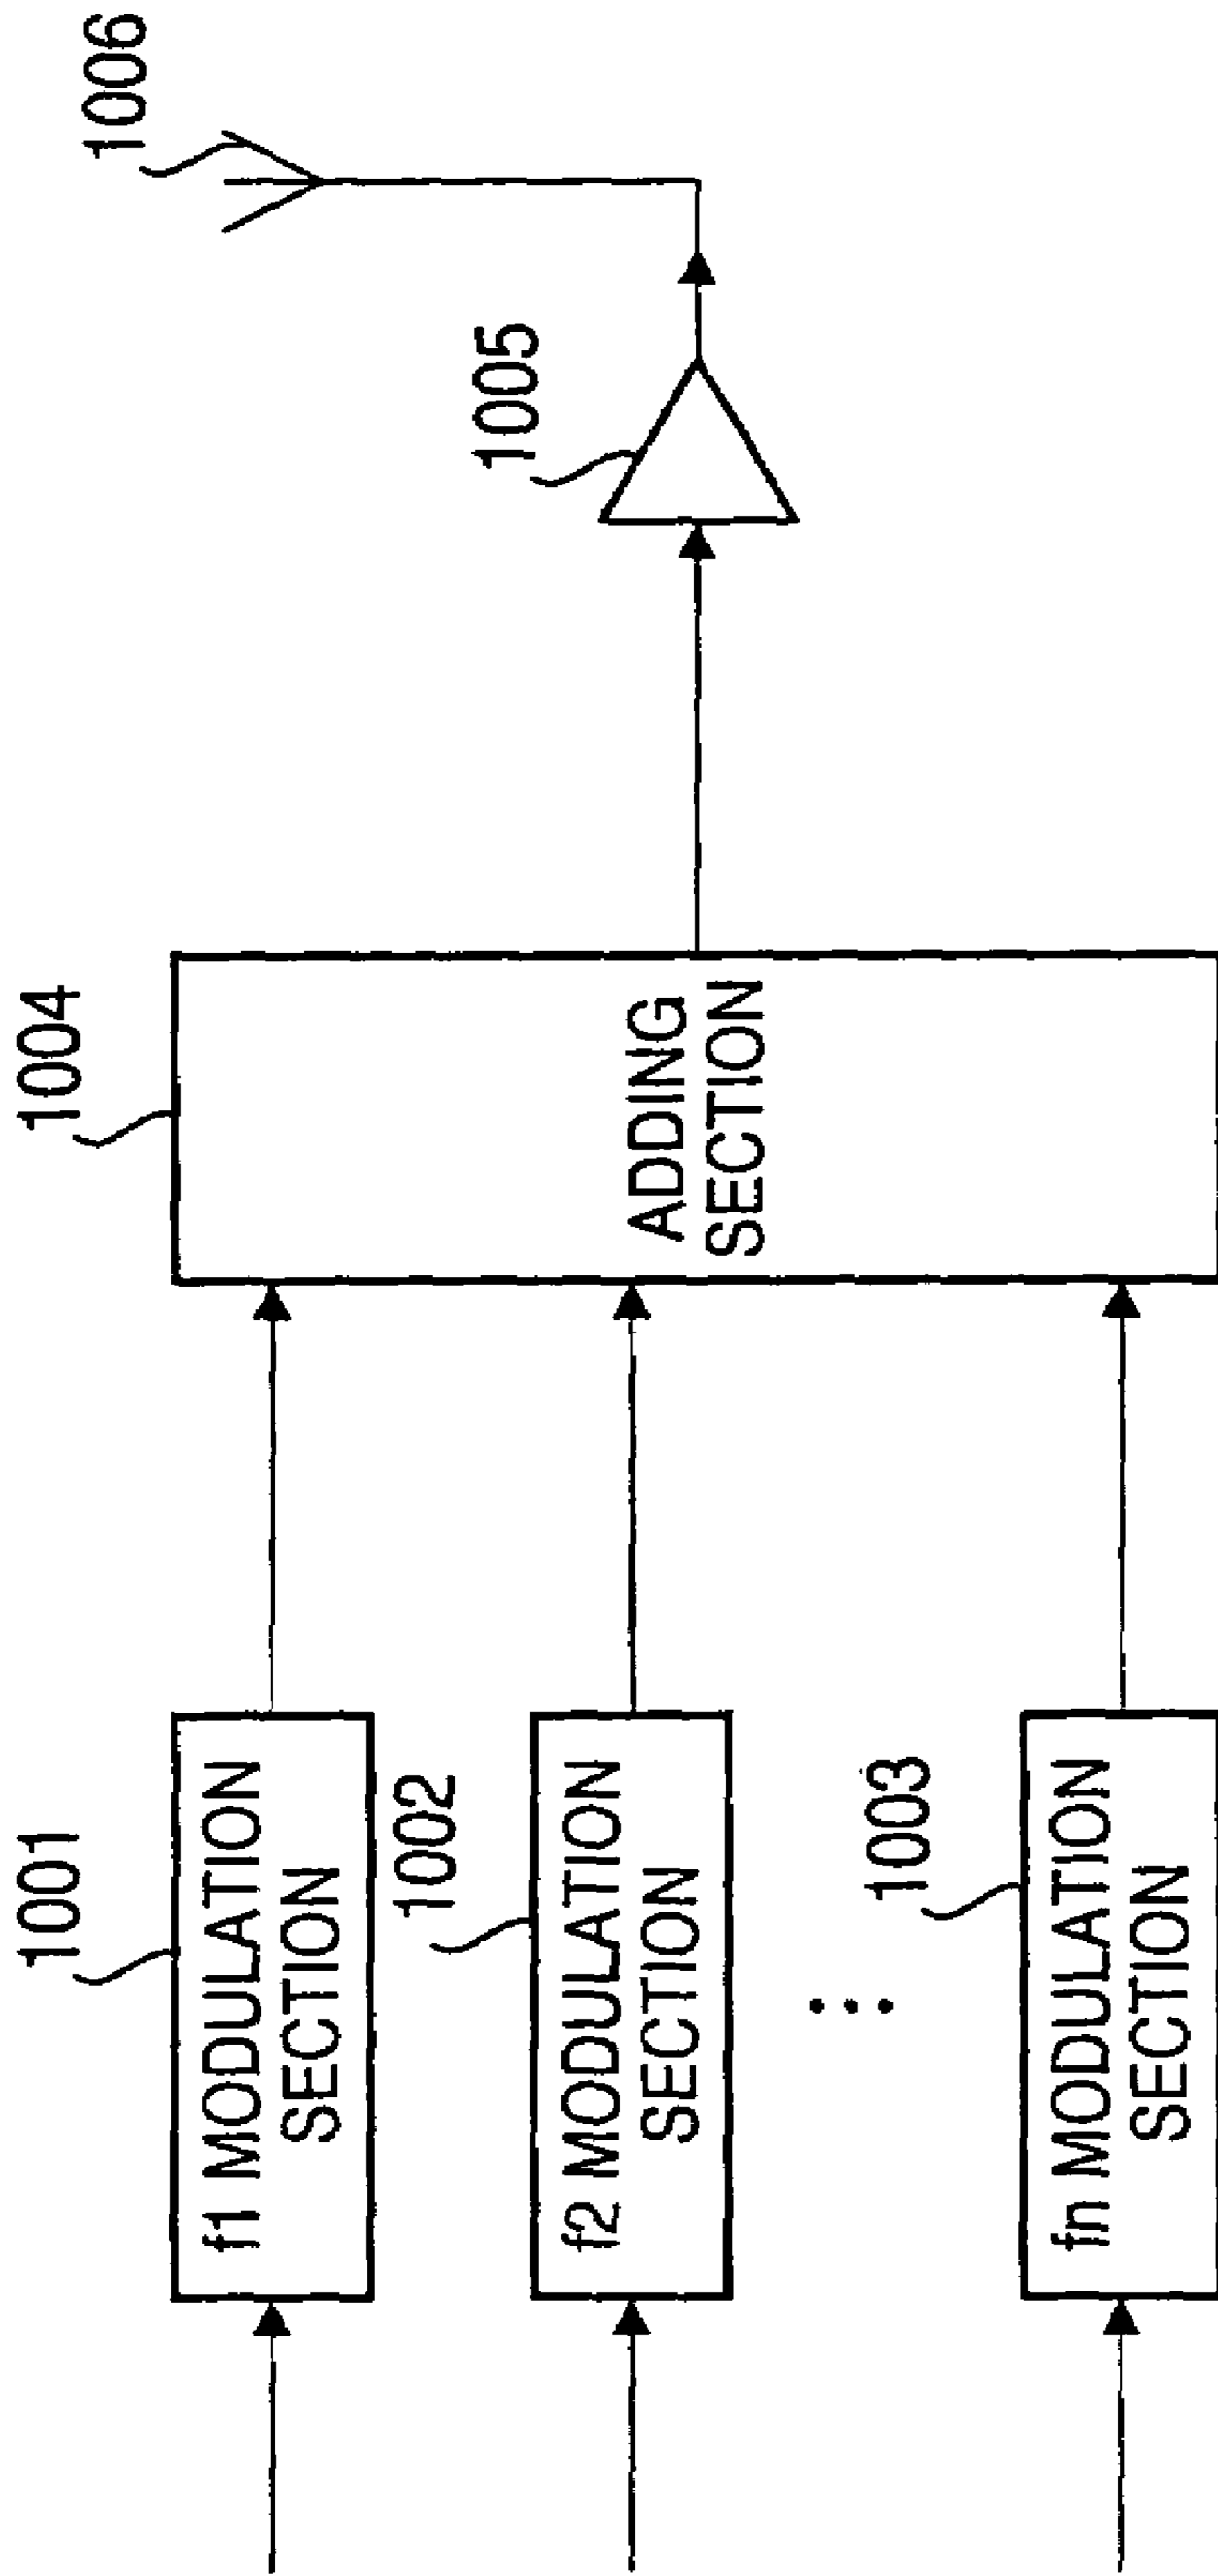 1001
f1 MODULATION
SECTION
1002
f2 MODULATION
SECTION
...
1003
fn MODULATION
SECTION
1004
ADDING
SECTION
1005
1006